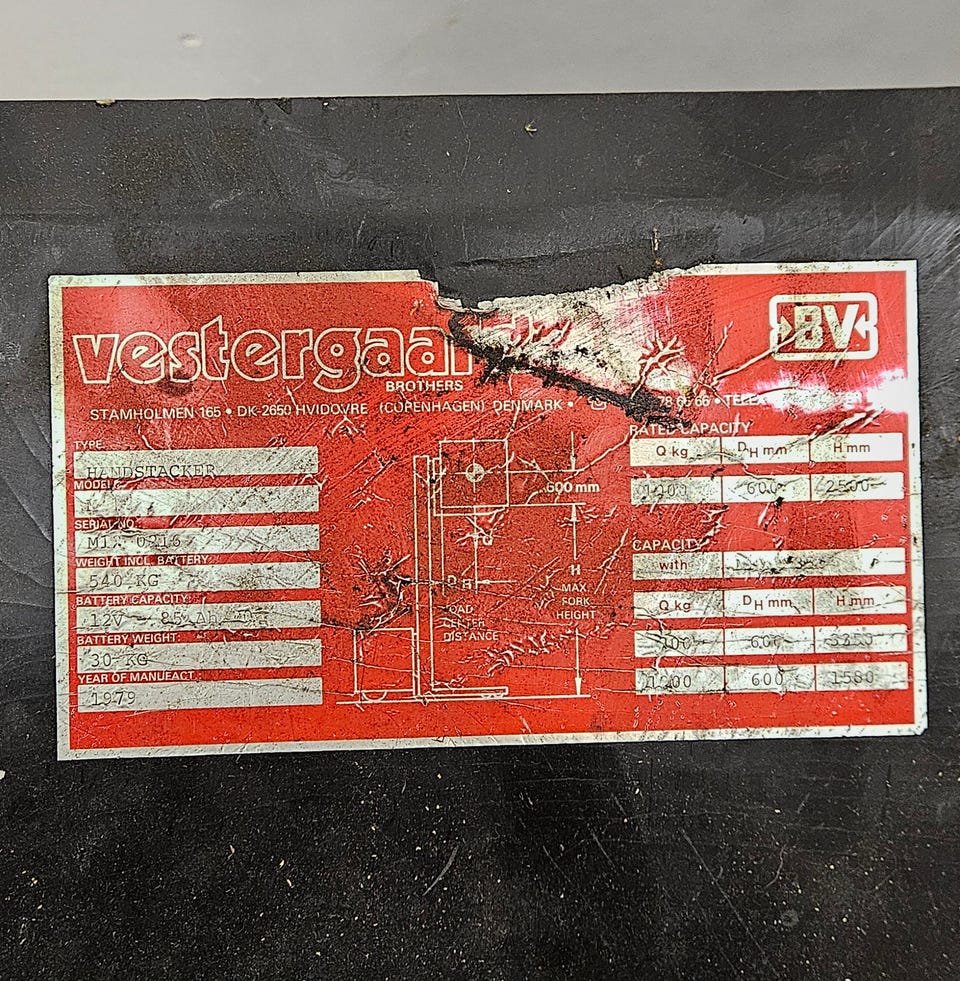 vestergaar
BV
BROTHERS
STAMHOLMEN 165 • DK-2650 HVIDOVRE (COPENHAGEN) DENMARK •
78 66 66 • TELEX
TYPE:
HANDSTACKER
MODEL:
SERIAL NO.:
WEIGHT INCL. BATTERY:
540 KG
BATTERY CAPACITY:
12V - 85 Ah
BATTERY WEIGHT:
30 KG
YEAR OF MANUFACT.:
1979
600 mm
DH
LOAD
CENTER
DISTANCE
H
MAX
FORK
HEIGHT
RATED CAPACITY
Q kg DH mm H mm
600 2500
CAPACITY
with
Q kg DH mm H mm
600
600 1580